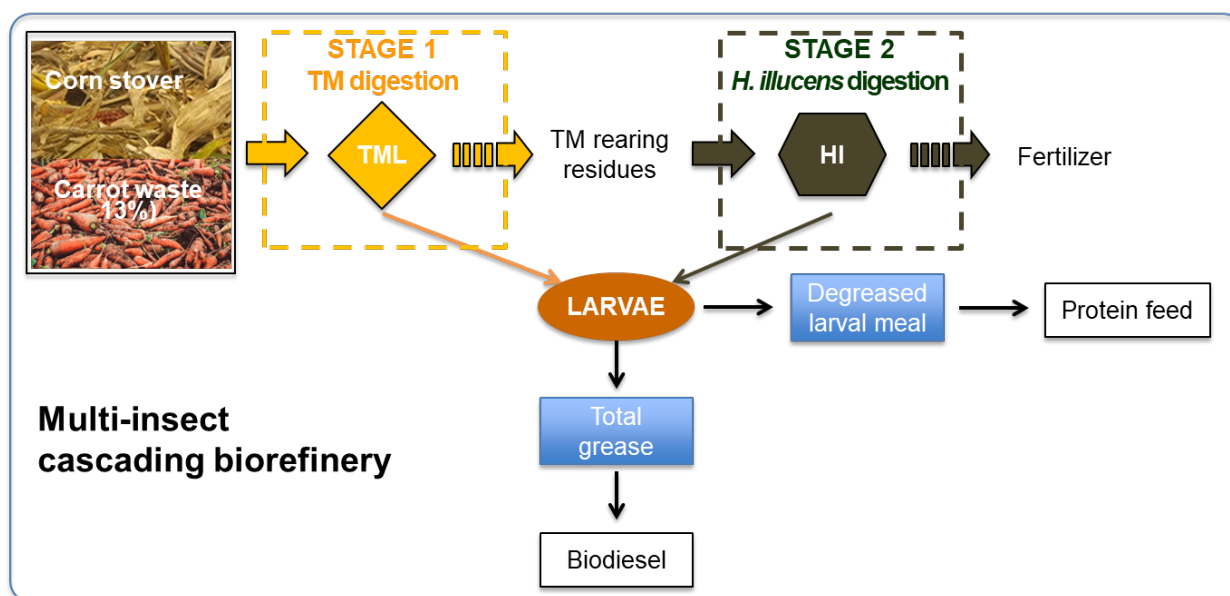 Corn stover
Carrot waste
13%)
STAGE 1
TM digestion
TML
TM rearing
residues
STAGE 2
H. illucens digestion
HI
Fertilizer
LARVAE
Degreased
larval meal
Protein feed
Total
grease
Biodiesel
Multi-insect
cascading biorefinery